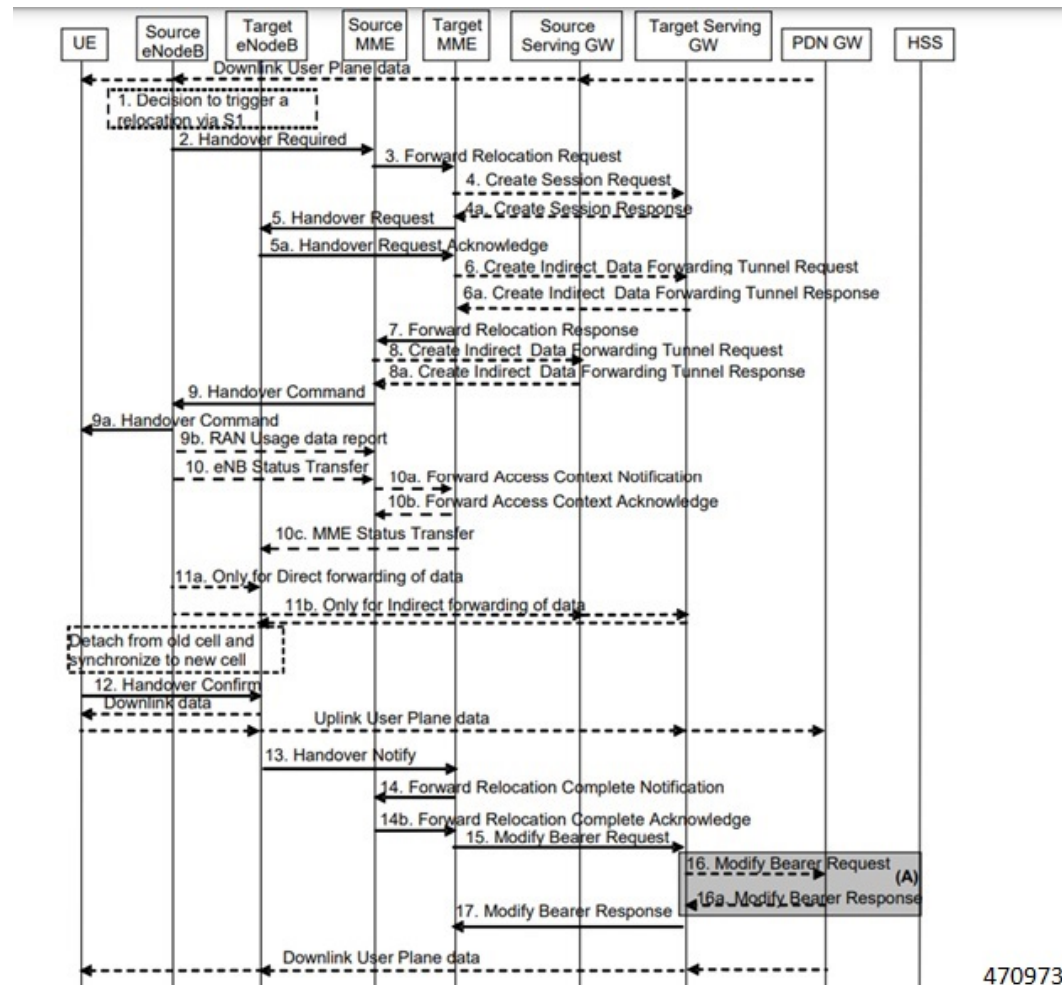 UE
Source
eNodeB
Target
eNodeB
Source
MME
Target
MME
Source
Serving GW
Target Serving
GW
PDN GW
HSS
Downlink User Plane data
1. Decision to trigger a
relocation via S1
2. Handover Required
3. Forward Relocation Request
4. Create Session Request
4a. Create Session Response
5. Handover Request
5a. Handover Request Acknowledge
6. Create Indirect Data Forwarding Tunnel Request
6a. Create Indirect Data Forwarding Tunnel Response
7. Forward Relocation Response
8. Create Indirect Data Forwarding Tunnel Request
8a. Create Indirect Data Forwarding Tunnel Response
9. Handover Command
9a. Handover Command
9b. RAN Usage data report
10. eNB Status Transfer
10a. Forward Access Context Notification
10b. Forward Access Context Acknowledge
10c. MME Status Transfer
11a. Only for Direct forwarding of data
11b. Only for Indirect forwarding of data
Detach from old cell and
synchronize to new cell
12. Handover Confirm
Downlink data
Uplink User Plane data
13. Handover Notify
14. Forward Relocation Complete Notification
14b. Forward Relocation Complete Acknowledge
15. Modify Bearer Request
16. Modify Bearer Request
(A)
16a. Modify Bearer Response
17. Modify Bearer Response
Downlink User Plane data
470973